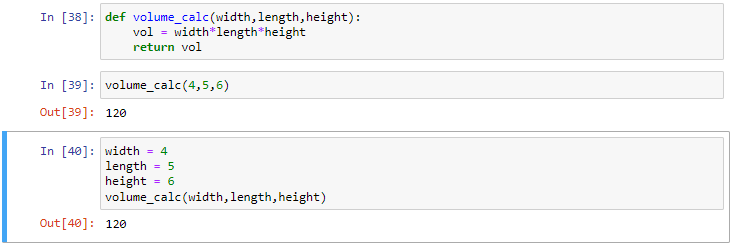 In [38]: def volume_calc(width,length,height):
    vol = width*length*height
    return vol
In [39]: volume_calc(4,5,6)
Out[39]: 120
In [40]: width = 4
length = 5
height = 6
volume_calc(width,length,height)
Out[40]: 120